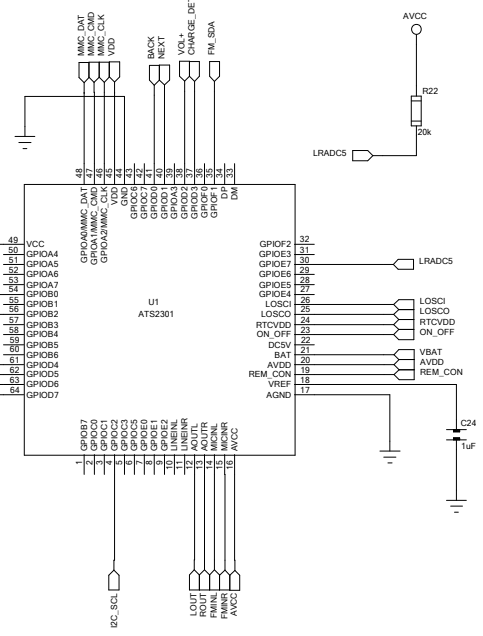 MMC_DAT
MMC_CMD
MMC_CLK
VDD
BACK
NEXT
VOL+
CHARGE_DET
FM_SDA
AVCC
R22
20k
LRADC5
48
47
46
45
44
43
42
41
40
39
38
37
36
35
34
33
GPIOA0/MMC_DAT
GPIOA1/MMC_CMD
GPIOA2/MMC_CLK
VDD
GND
GPIOC6
GPIOC7
GPIOD0
GPIOD1
GPIOA3
GPIOD2
GPIOD3
GPIOF0
GPIOF1
DP
DM
49 VCC
50 GPIOA4
51 GPIOA5
52 GPIOA6
53 GPIOA7
54 GPIOB0
55 GPIOB1
56 GPIOB2
57 GPIOB3
58 GPIOB4
59 GPIOB5
60 GPIOB6
61 GPIOD4
62 GPIOD5
63 GPIOD6
64 GPIOD7
U1
ATS2301
GPIOF2 32
GPIOE3 31
GPIOE7 30 LRADC5
GPIOE6 29
GPIOE5 28
GPIOE4 27
LOSCI 26 LOSCI
LOSCO 25 LOSCO
RTCVDD 24 RTCVDD
ON_OFF 23 ON_OFF
DC5V 22
BAT 21 VBAT
AVDD 20 AVDD
REM_CON 19 REM_CON
VREF 18
AGND 17
C24
1uF
GPIOB7
GPIOC0
GPIOC1
GPIOC2
GPIOC3
GPIOC5
GPIOE0
GPIOE1
GPIOE2
LINEINL
LINEINR
AOUTL
AOUTR
MICINL
MICINR
AVCC
1
2
3
4
5
6
7
8
9
10
11
12
13
14
15
16
I2C_SCL
LOUT
ROUT
FMINL
FMINR
AVCC